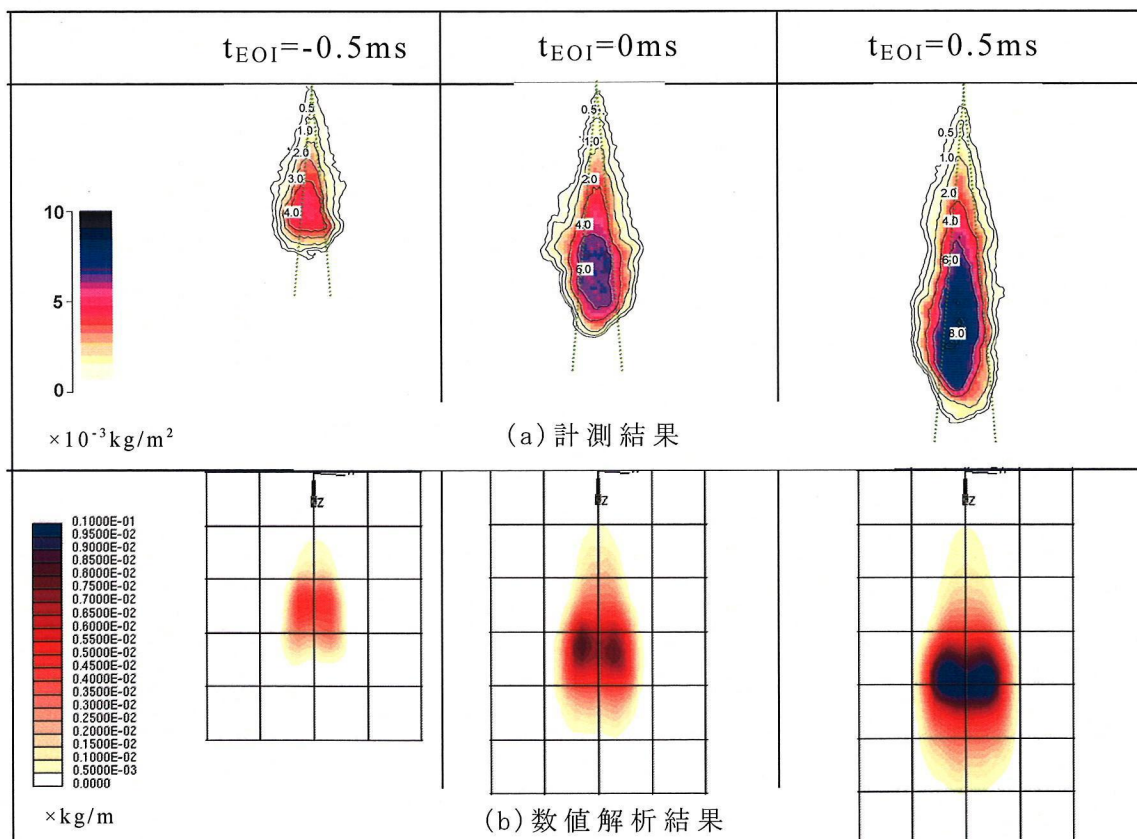 t_EOI=-0.5ms
t_EOI=0ms
t_EOI=0.5ms
0.5
1.0
2.0
3.0
4.0
0.5
1.0
2.0
4.0
6.0
0.5
1.0
2.0
4.0
6.0
8.0
10
5
0
×10⁻³kg/m²
(a)計測結果
z
z
z
0.1000E-01
0.9500E-02
0.9000E-02
0.8500E-02
0.8000E-02
0.7500E-02
0.7000E-02
0.6500E-02
0.6000E-02
0.5500E-02
0.5000E-02
0.4500E-02
0.4000E-02
0.3500E-02
0.3000E-02
0.2500E-02
0.2000E-02
0.1500E-02
0.1000E-02
0.5000E-03
0.0000
×kg/m
(b)数値解析結果